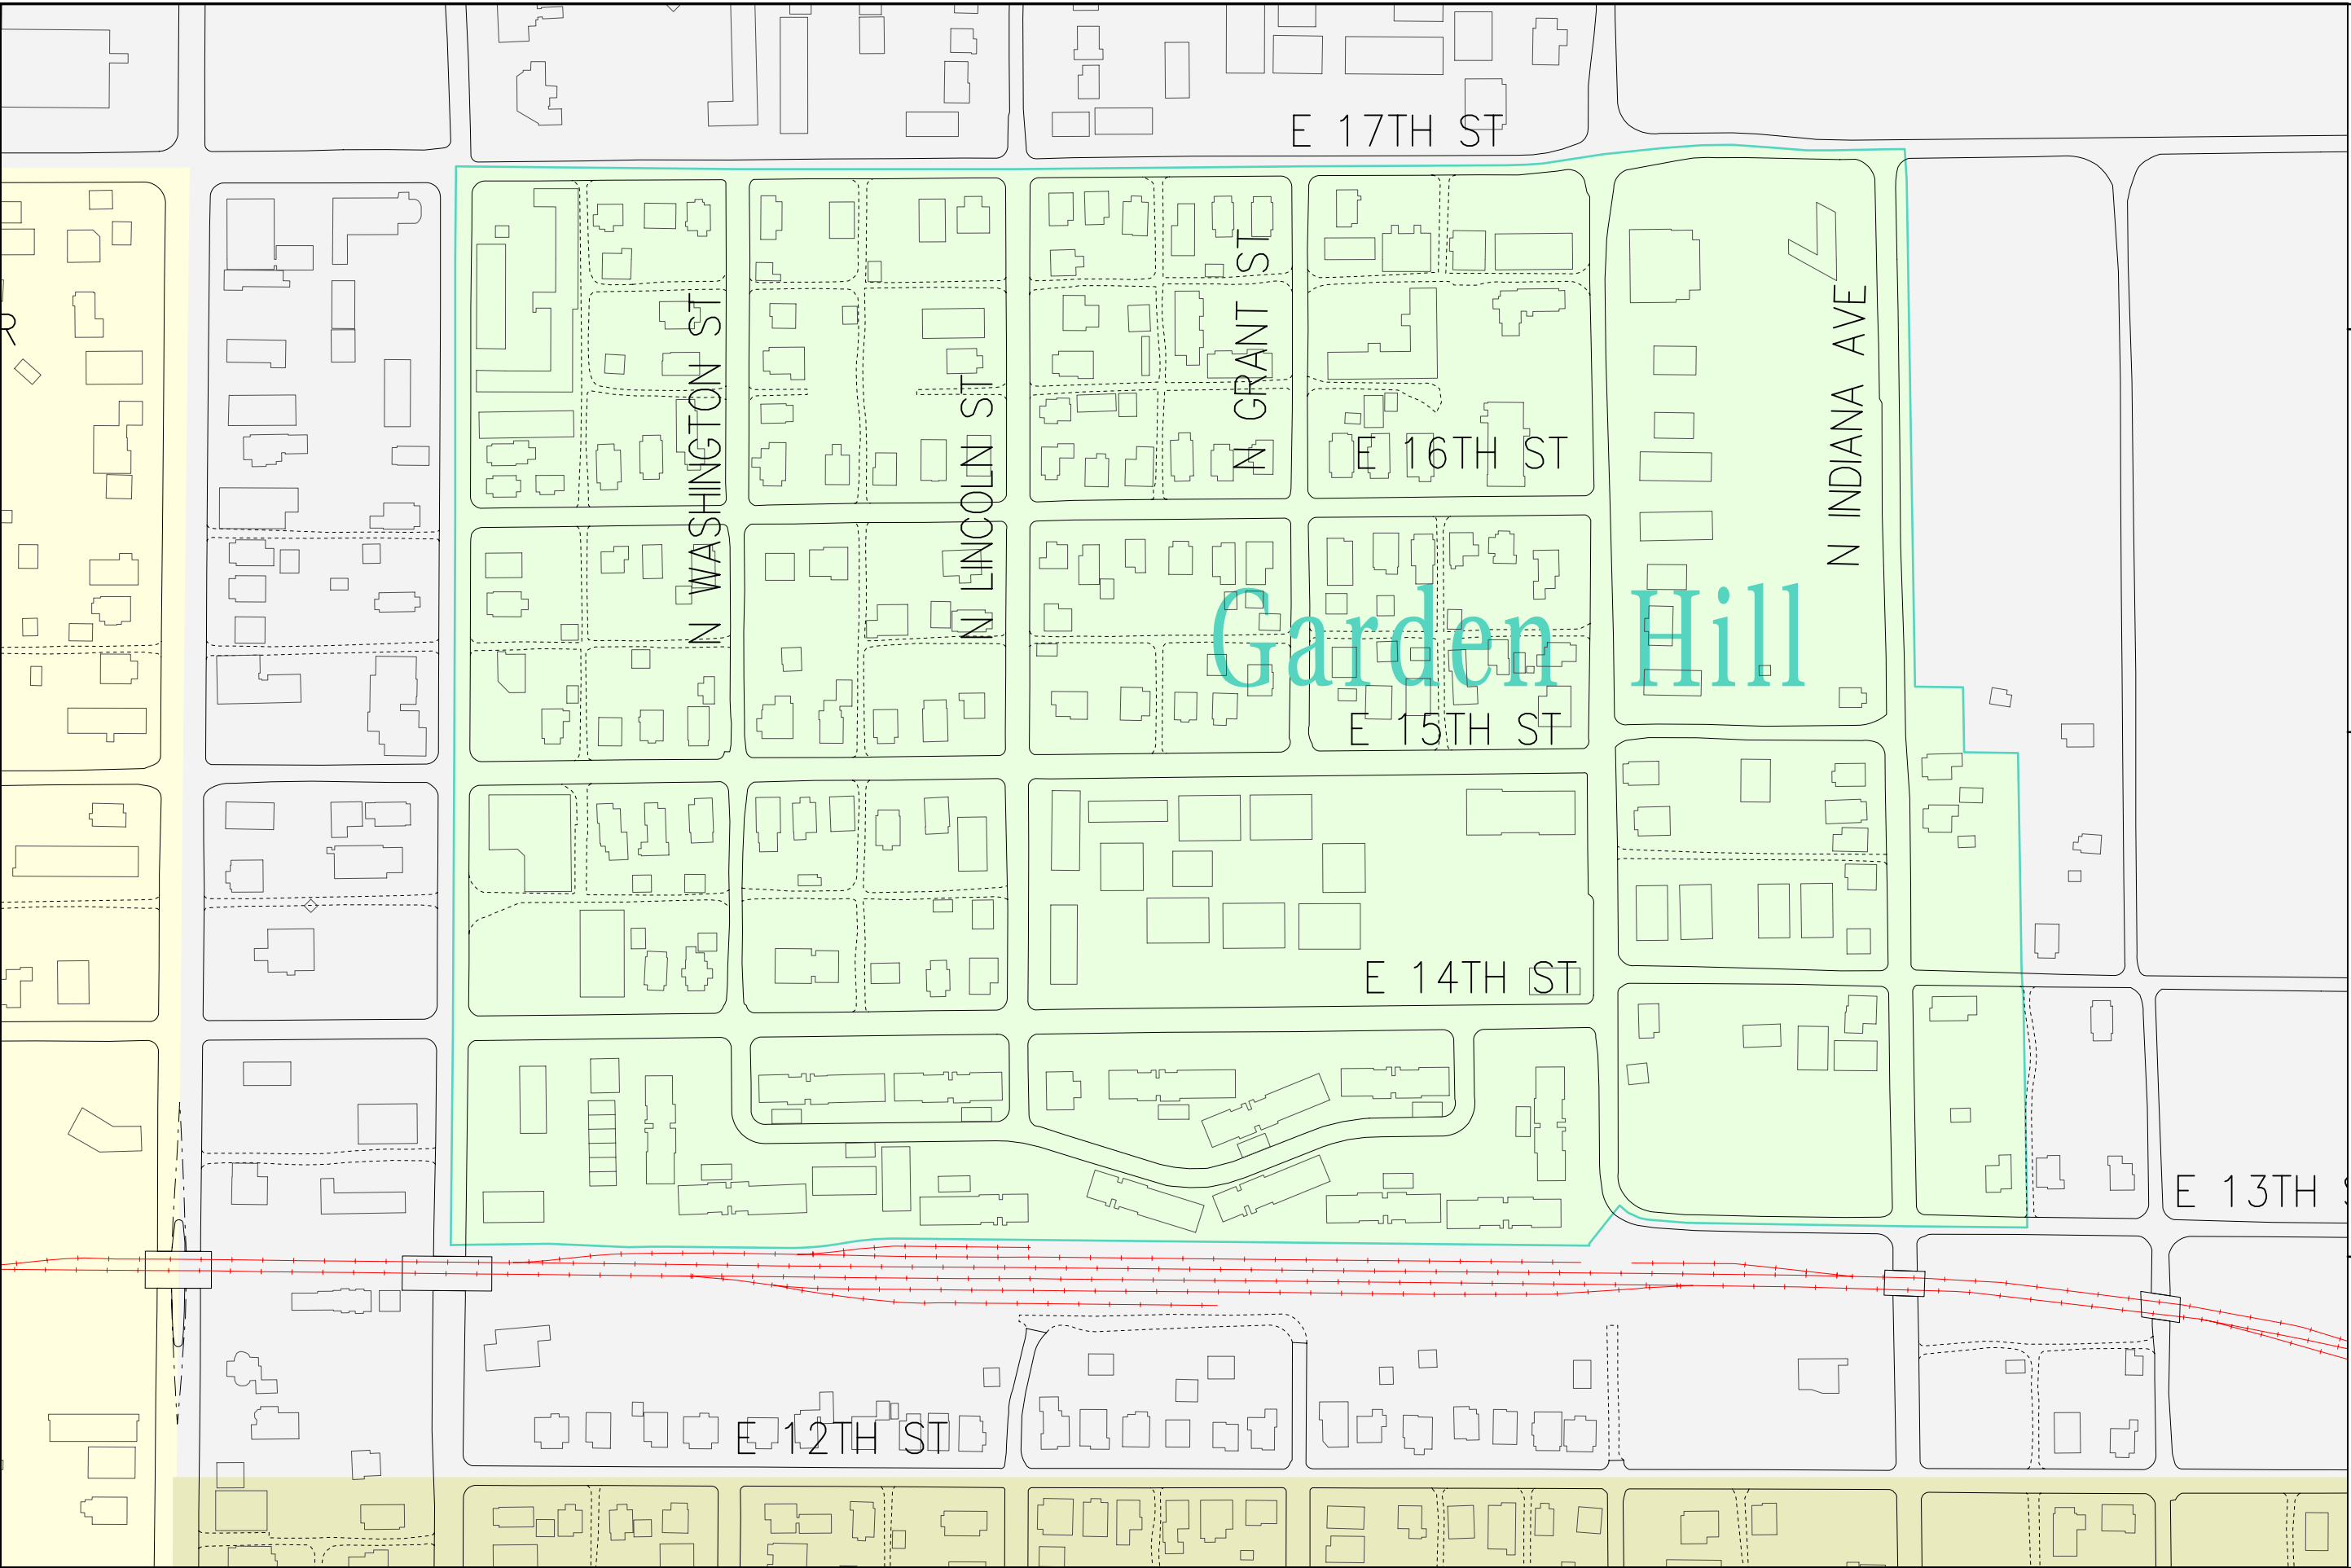 E 17TH ST
N WASHINGTON ST
N LINCOLN ST
N GRANT ST
N INDIANA AVE
E 16TH ST
Garden Hill
E 15TH ST
E 14TH ST
E 13TH
E 12TH ST